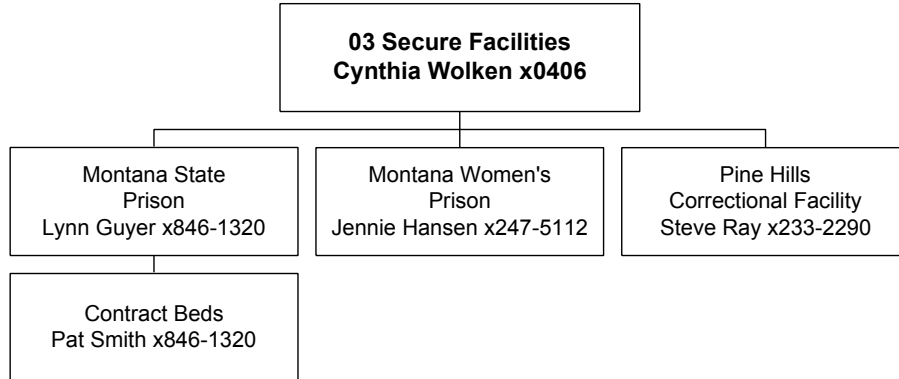 03 Secure Facilities
Cynthia Wolken x0406
Montana State
Prison
Lynn Guyer x846-1320
Montana Women's
Prison
Jennie Hansen x247-5112
Pine Hills
Correctional Facility
Steve Ray x233-2290
Contract Beds
Pat Smith x846-1320